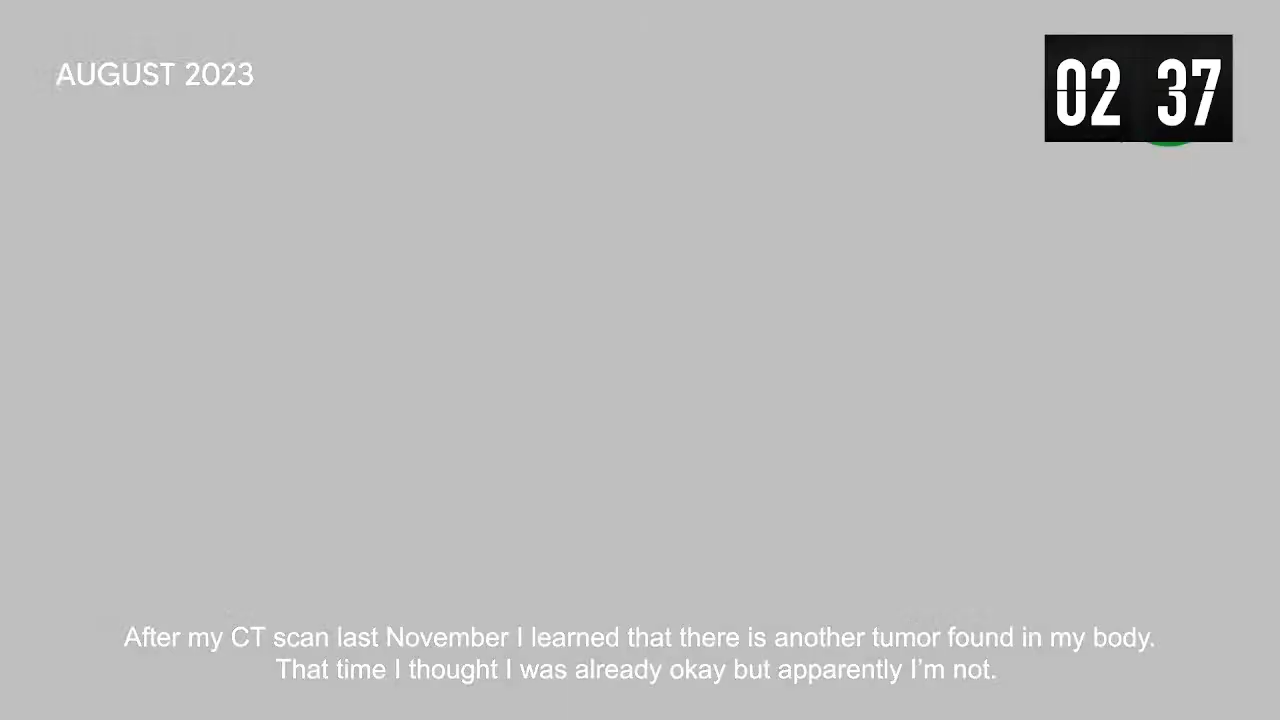 AUGUST 2023
02 37
After my CT scan last November I learned that there is another tumor found in my body.
That time I thought I was already okay but apparently I’m not.